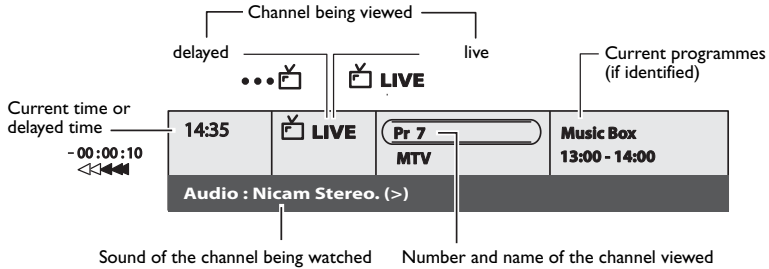 Channel being viewed
delayed
live
••• LIVE
Current programmes
(if identified)
Current time or
delayed time
- 00:00:10
14:35
LIVE
Pr 7
MTV
Music Box
13:00 - 14:00
Audio : Nicam Stereo. (>)
Sound of the channel being watched
Number and name of the channel viewed